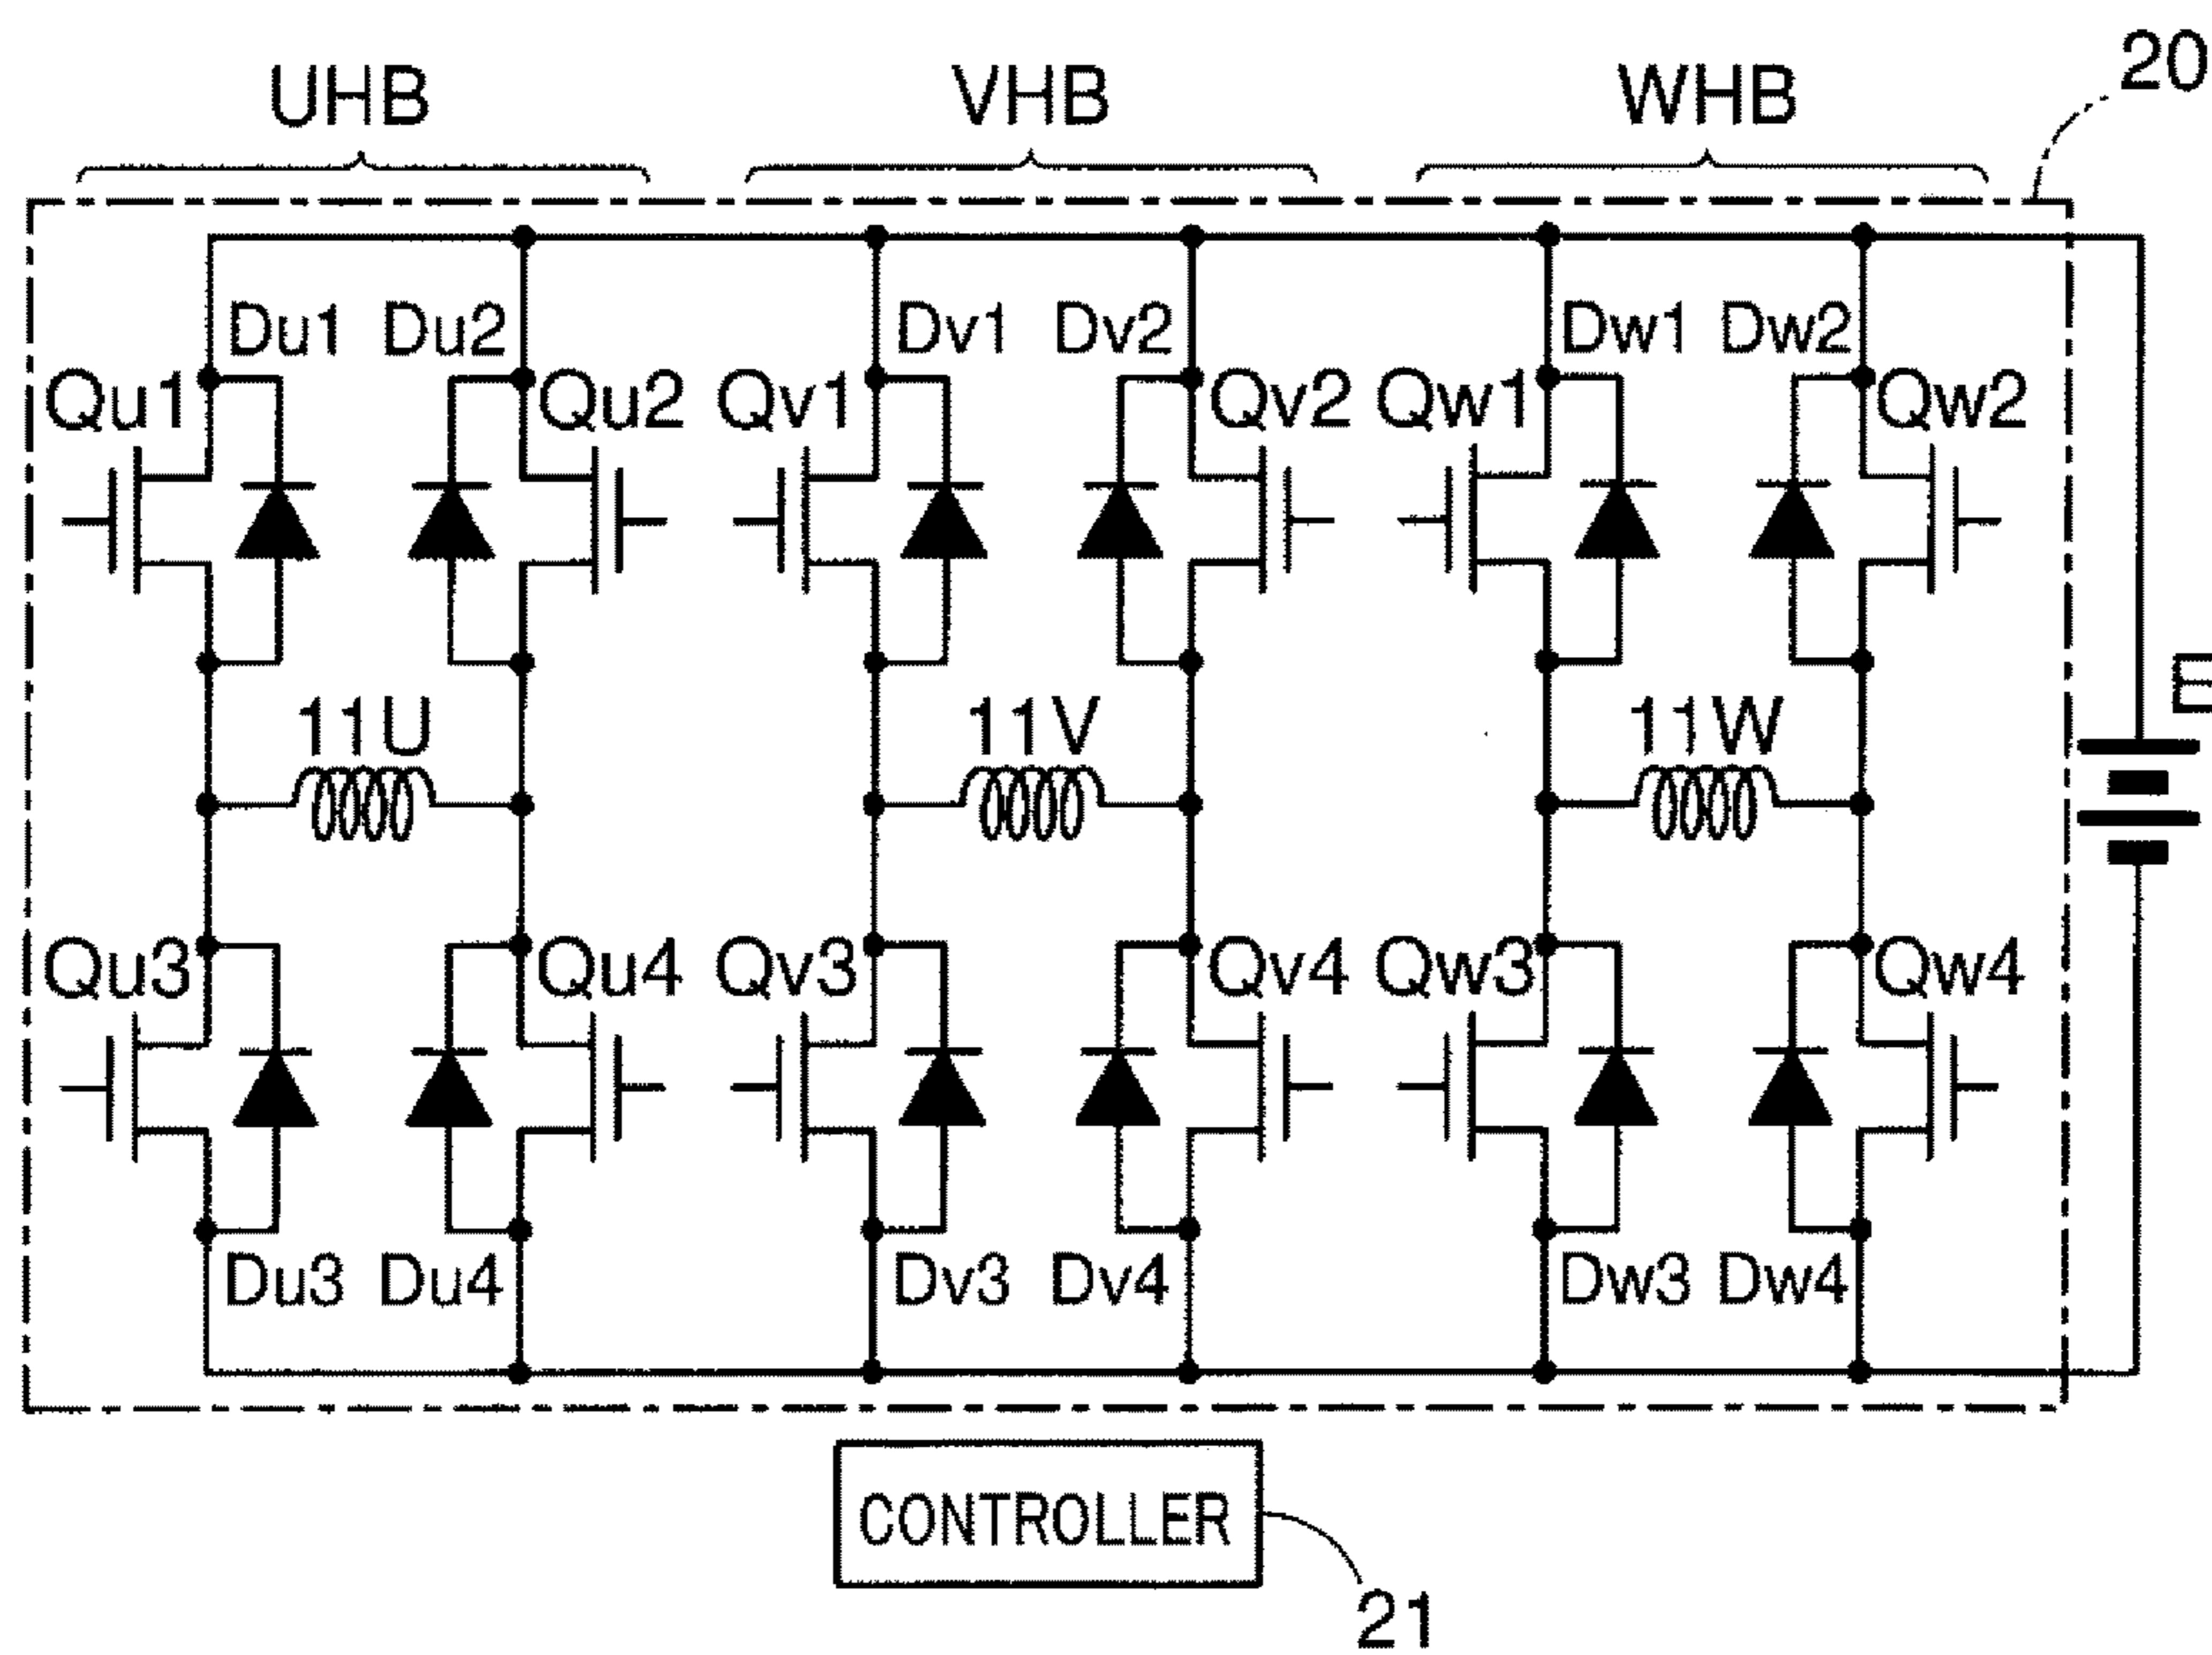 UHB VHB WHB 20
Du1 Du2 Dv1 Dv2 Dw1 Dw2
Qu1 Qu2 Qv1 Qv2 Qw1 Qw2
E
11U 11V 11W
Qu3 Qu4 Qv3 Qv4 Qw3 Qw4
Du3 Du4 Dv3 Dv4 Dw3 Dw4
CONTROLLER
21